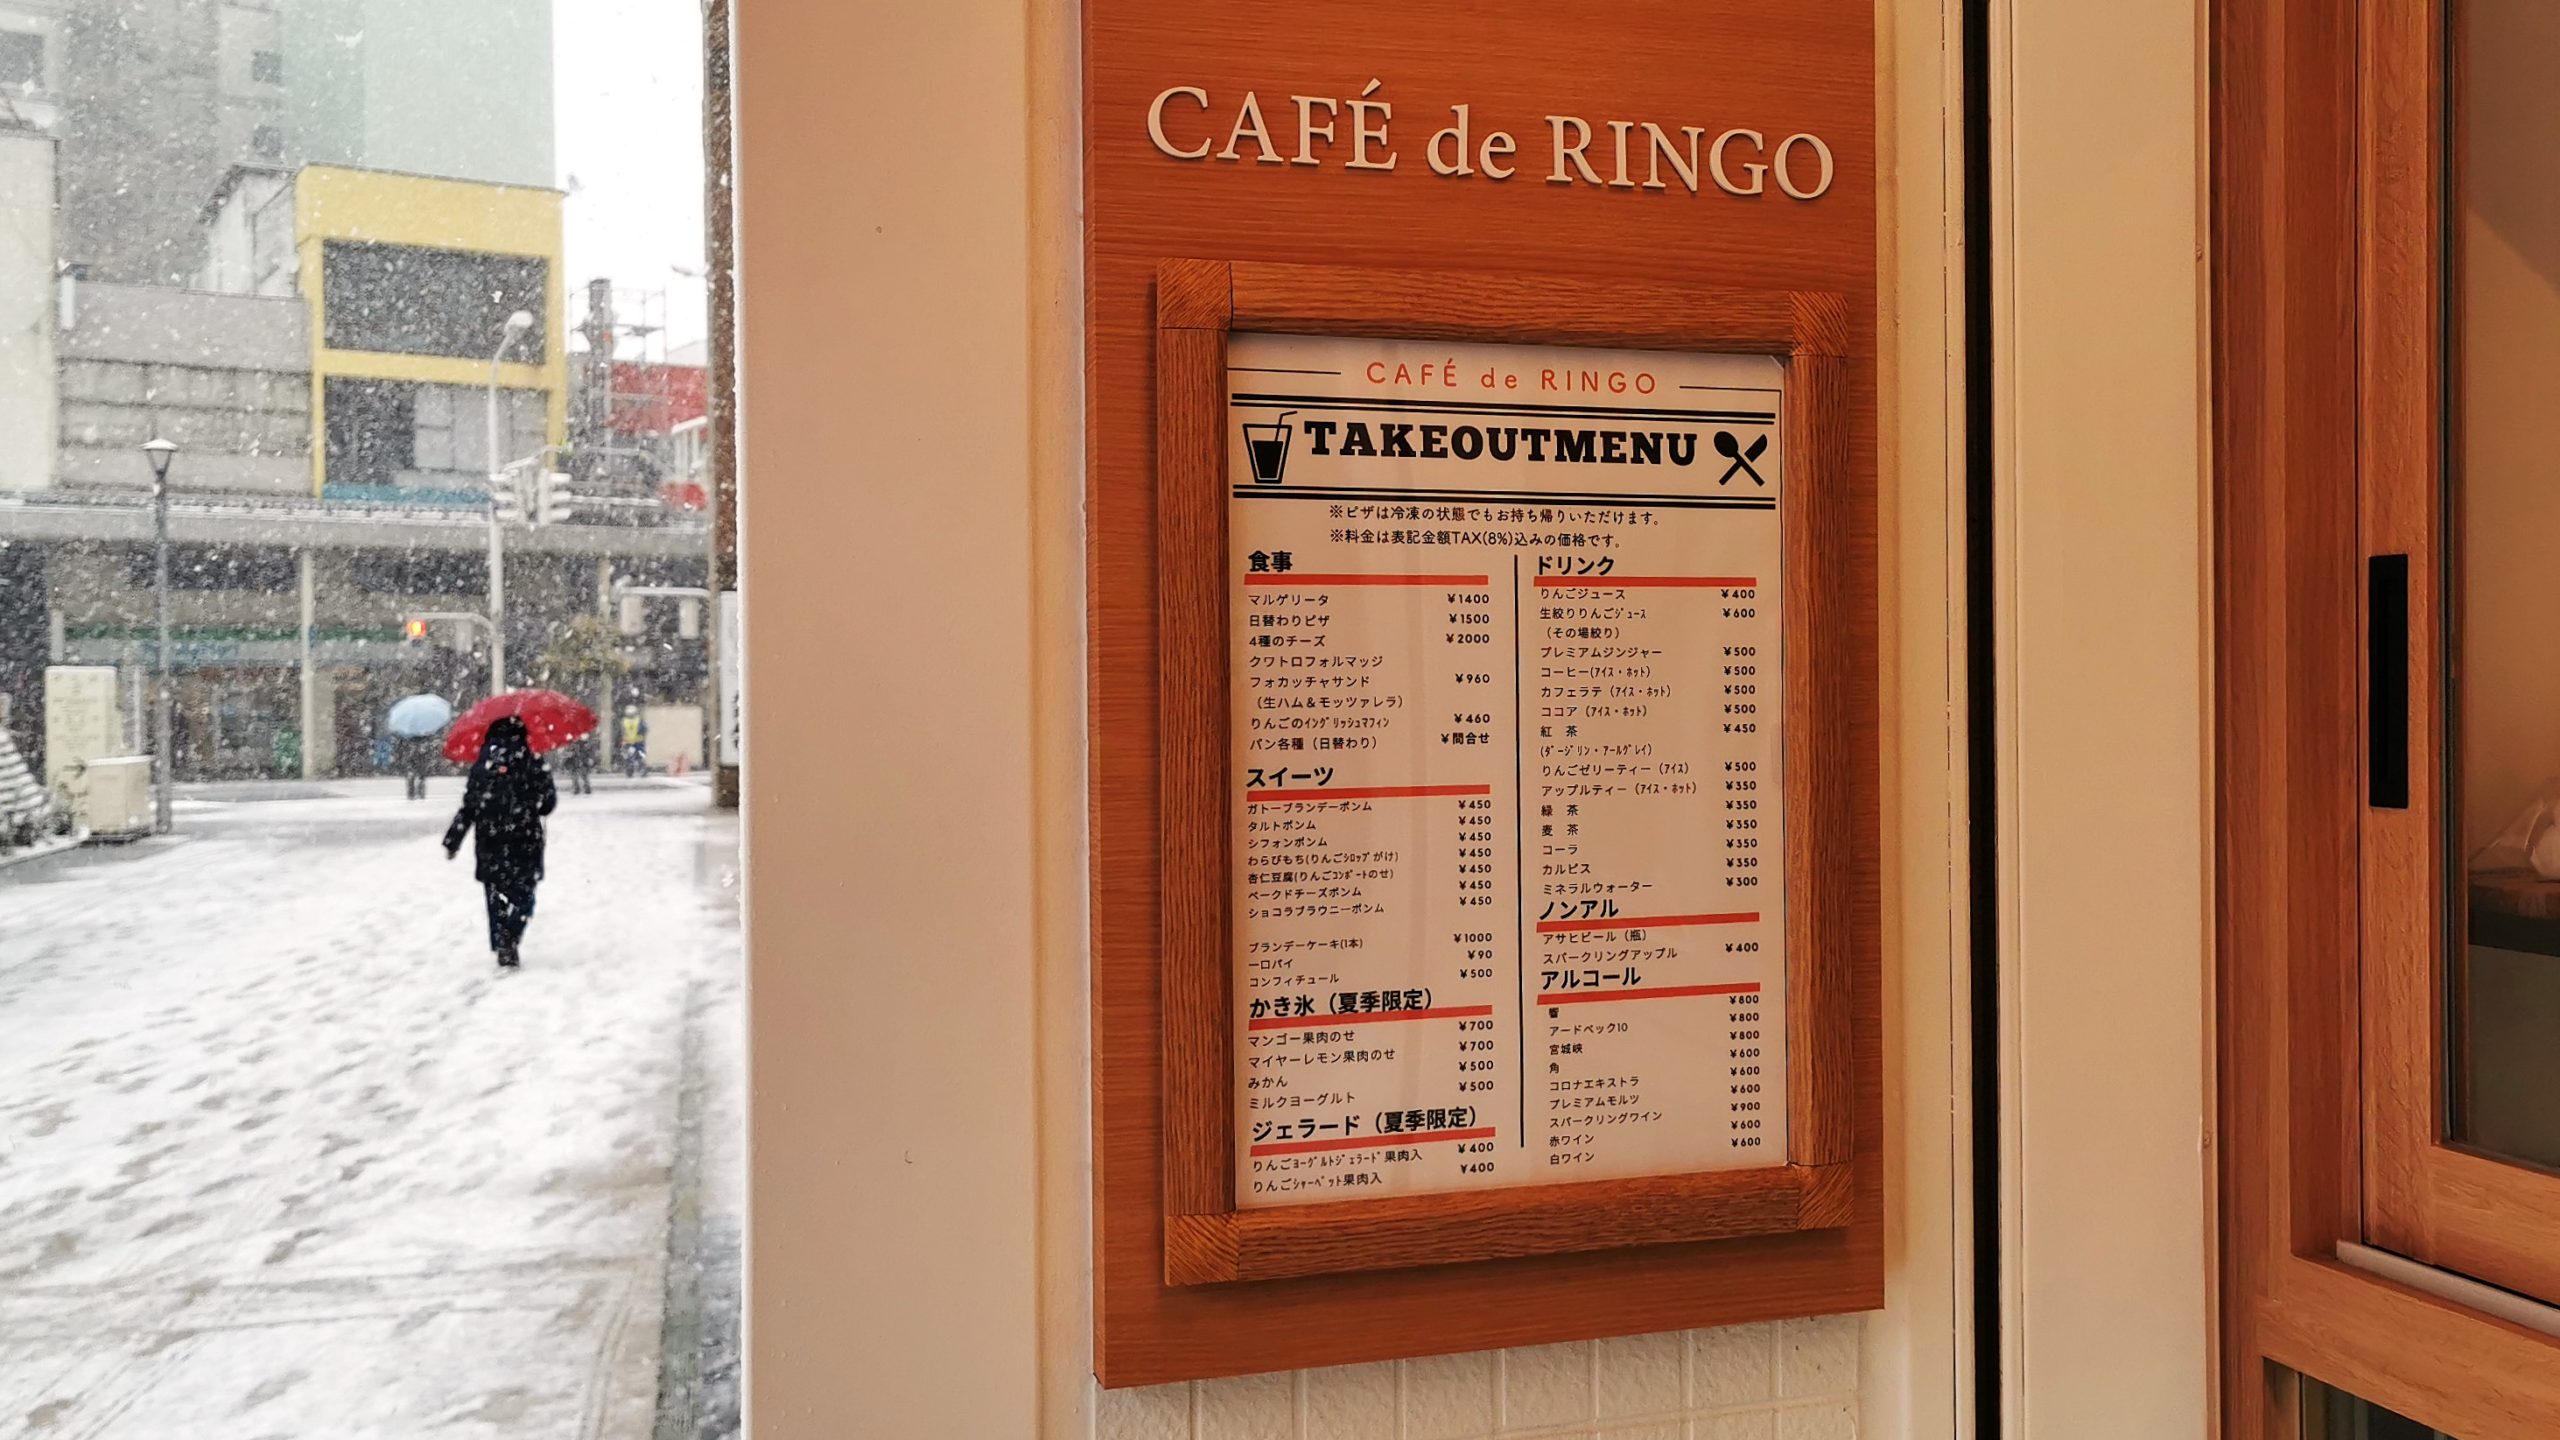 CAFÉ de RINGO
CAFÉ de RINGO
TAKEOUTMENU
※ピザは冷凍の状態でもお持ち帰りいただけます。
※料金は表記金額TAX(8%)込みの価格です。
食事
マルゲリータ ¥1400
日替わりピザ ¥1500
4種のチーズ ¥2000
クワトロフォルマッジ
フォカッチャサンド ¥960
（生ハム＆モッツァレラ）
りんごのｲﾝｸﾞﾘｯｼｭﾏﾌｨﾝ ¥460
パン各種（日替わり） ¥問合せ
スイーツ
ガトーブランデーポンム ¥450
タルトポンム ¥450
シフォンポンム ¥450
わらびもち(りんごｼﾛｯﾌﾟがけ) ¥450
杏仁豆腐(りんごｺﾝﾎﾟｰﾄのせ) ¥450
ベークドチーズポンム ¥450
ショコラブラウニーポンム ¥450
ブランデーケーキ(1本) ¥1000
一口パイ ¥90
コンフィチュール ¥500
かき氷（夏季限定）
マンゴー果肉のせ ¥700
マイヤーレモン果肉のせ ¥700
みかん ¥500
ミルクヨーグルト ¥500
ジェラード（夏季限定）
りんごﾖｰｸﾞﾙﾄｼﾞｪﾗｰﾄﾞ果肉入 ¥400
りんごｼｬｰﾍﾞｯﾄ果肉入 ¥400
ドリンク
りんごジュース ¥400
生絞りりんごｼﾞｭｰｽ ¥600
（その場絞り）
プレミアムジンジャー ¥500
コーヒー(ｱｲｽ・ﾎｯﾄ) ¥500
カフェラテ（ｱｲｽ・ﾎｯﾄ） ¥500
ココア（ｱｲｽ・ﾎｯﾄ） ¥500
紅　茶 ¥450
(ﾀﾞｰｼﾞﾘﾝ・ｱｰﾙｸﾞﾚｲ)
りんごゼリーティー（ｱｲｽ） ¥500
アップルティー（ｱｲｽ・ﾎｯﾄ） ¥350
緑　茶 ¥350
麦　茶 ¥350
コーラ ¥350
カルピス ¥350
ミネラルウォーター ¥300
ノンアル
アサヒビール（瓶）
スパークリングアップル ¥400
アルコール
響 ¥800
アードベック10 ¥800
宮城峡 ¥800
角 ¥600
コロナエキストラ ¥600
プレミアムモルツ ¥600
スパークリングワイン ¥900
赤ワイン ¥600
白ワイン ¥600